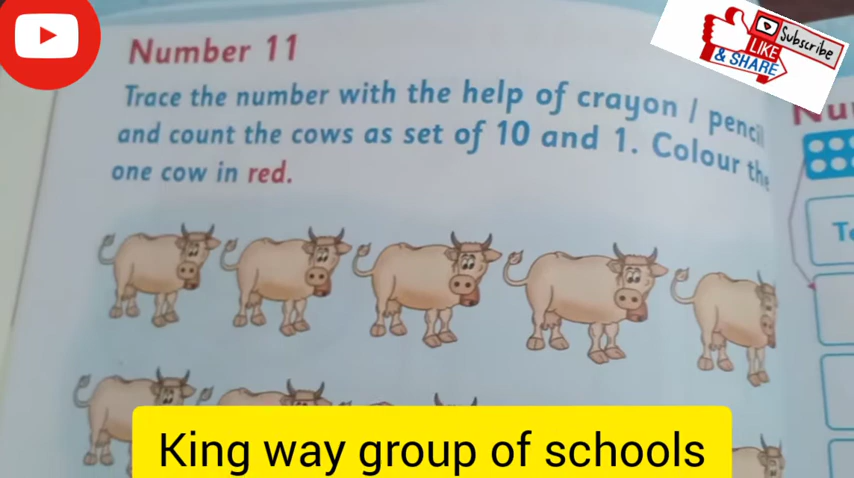 Number 11
Trace the number with the help of crayon / pencil
and count the cows as set of 10 and 1. Colour the
one cow in red.
Subscribe
LIKE
& SHARE
King way group of schools